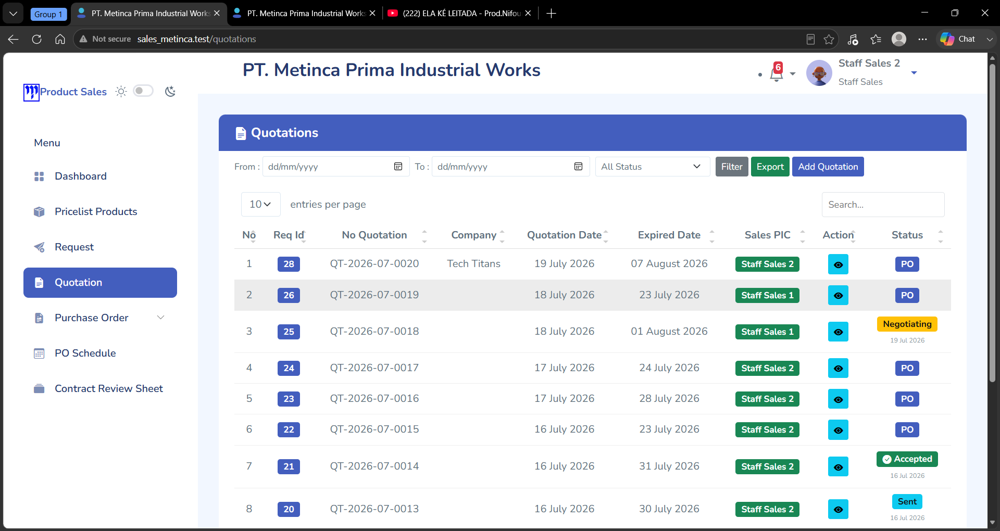 Group 1
PT. Metinca Prima Industrial Works
PT. Metinca Prima Industrial Works
(222) ELA KÉ LEITADA - Prod.Nifou
Not secure
sales_metinca.test/quotations
Chat
Product Sales
PT. Metinca Prima Industrial Works
6
Staff Sales 2
Staff Sales
Menu
Dashboard
Pricelist Products
Request
Quotation
Purchase Order
PO Schedule
Contract Review Sheet
Quotations
From : dd/mm/yyyy To : dd/mm/yyyy All Status Filter Export Add Quotation
10 entries per page Search...
No Req Id No Quotation Company Quotation Date Expired Date Sales PIC Action Status
1 28 QT-2026-07-0020 Tech Titans 19 July 2026 07 August 2026 Staff Sales 2 PO
2 26 QT-2026-07-0019 18 July 2026 23 July 2026 Staff Sales 1 PO
3 25 QT-2026-07-0018 18 July 2026 01 August 2026 Staff Sales 1 Negotiating
19 Jul 2026
4 24 QT-2026-07-0017 17 July 2026 24 July 2026 Staff Sales 2 PO
5 23 QT-2026-07-0016 17 July 2026 28 July 2026 Staff Sales 2 PO
6 22 QT-2026-07-0015 16 July 2026 23 July 2026 Staff Sales 2 PO
7 21 QT-2026-07-0014 16 July 2026 31 July 2026 Staff Sales 2 Accepted
16 Jul 2026
8 20 QT-2026-07-0013 16 July 2026 30 July 2026 Staff Sales 2 Sent
16 Jul 2026